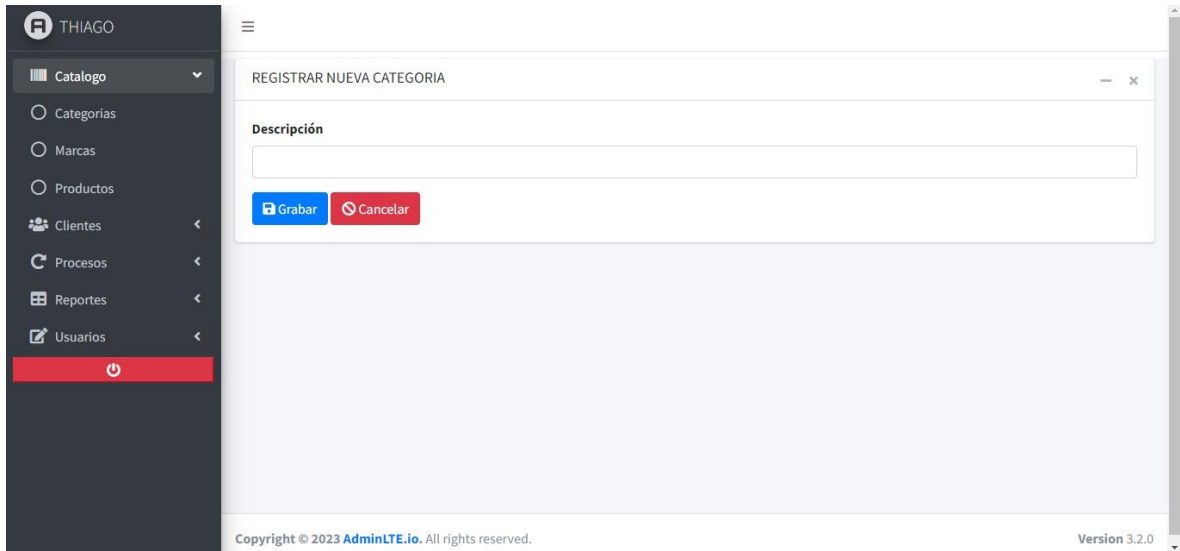 THIAGO
Catalogo
Categorias
Marcas
Productos
Clientes
Procesos
Reportes
Usuarios
REGISTRAR NUEVA CATEGORIA
Descripción
Grabar Cancelar
Copyright © 2023 AdminLTE.io. All rights reserved. Version 3.2.0